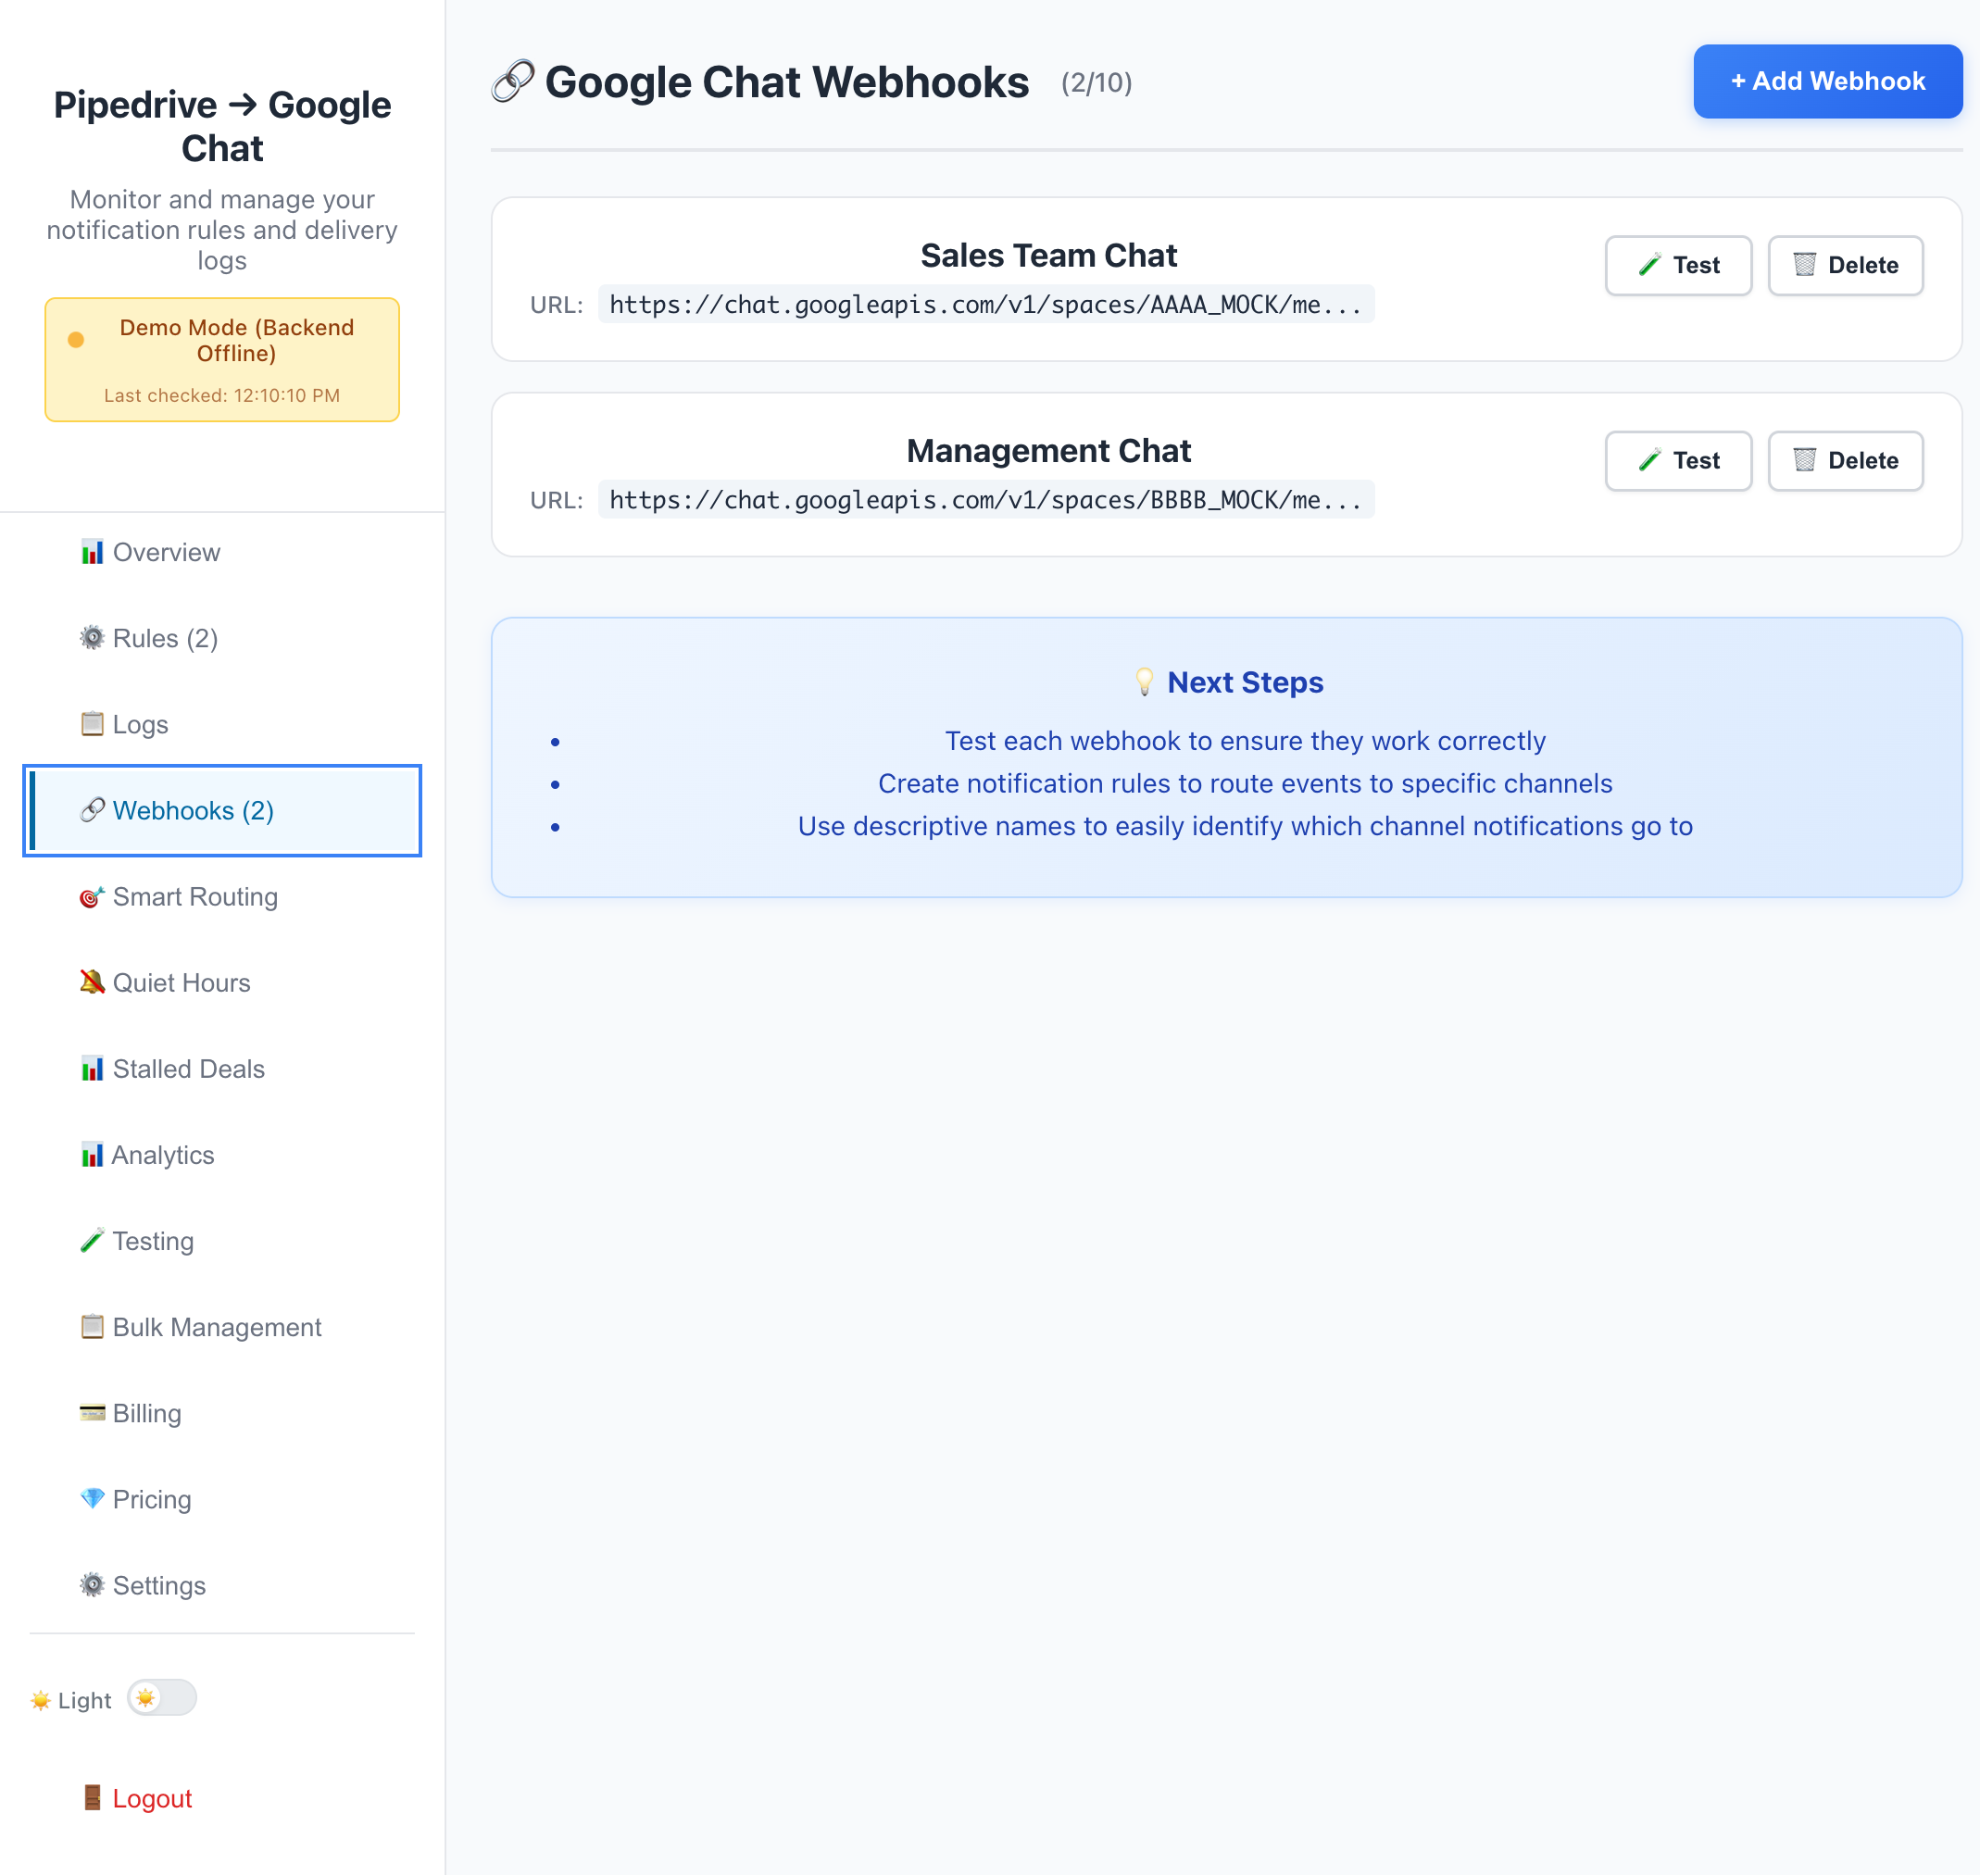 Pipedrive → Google
Chat
Monitor and manage your
notification rules and delivery
logs
Demo Mode (Backend
Offline)
Last checked: 12:10:10 PM
Overview
Rules (2)
Logs
Webhooks (2)
Smart Routing
Quiet Hours
Stalled Deals
Analytics
Testing
Bulk Management
Billing
Pricing
Settings
Light
Logout
Google Chat Webhooks (2/10)
+ Add Webhook
Sales Team Chat
URL: https://chat.googleapis.com/v1/spaces/AAAA_MOCK/me...
Test
Delete
Management Chat
URL: https://chat.googleapis.com/v1/spaces/BBBB_MOCK/me...
Test
Delete
Next Steps
• Test each webhook to ensure they work correctly
• Create notification rules to route events to specific channels
• Use descriptive names to easily identify which channel notifications go to